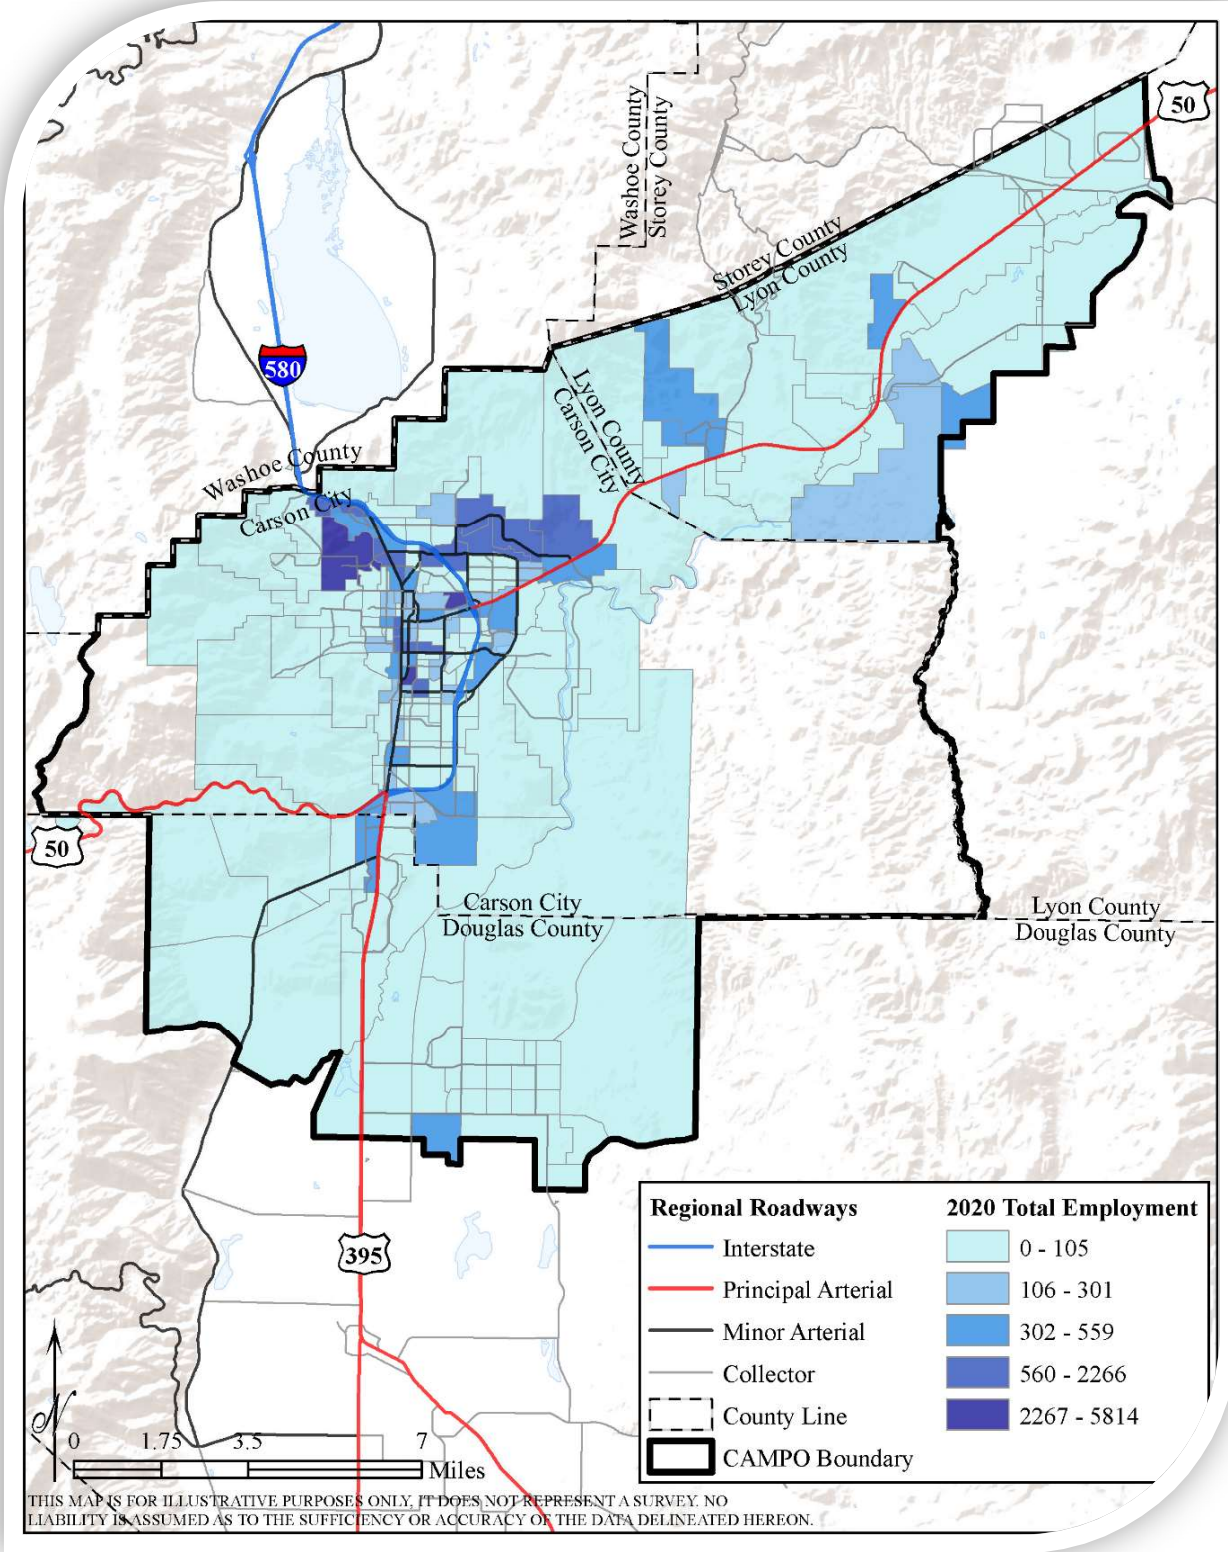 50
Washoe County
Storey County
Storey County
Lyon County
580
Lyon County
Carson City
Washoe County
Carson City
50
Carson City
Douglas County
Lyon County
Douglas County
395
Regional Roadways
Interstate
Principal Arterial
Minor Arterial
Collector
County Line
CAMPO Boundary
2020 Total Employment
0 - 105
106 - 301
302 - 559
560 - 2266
2267 - 5814
N
0 1.75 3.5 7
Miles
THIS MAP IS FOR ILLUSTRATIVE PURPOSES ONLY. IT DOES NOT REPRESENT A SURVEY. NO
LIABILITY IS ASSUMED AS TO THE SUFFICIENCY OR ACCURACY OF THE DATA DELINEATED HEREON.